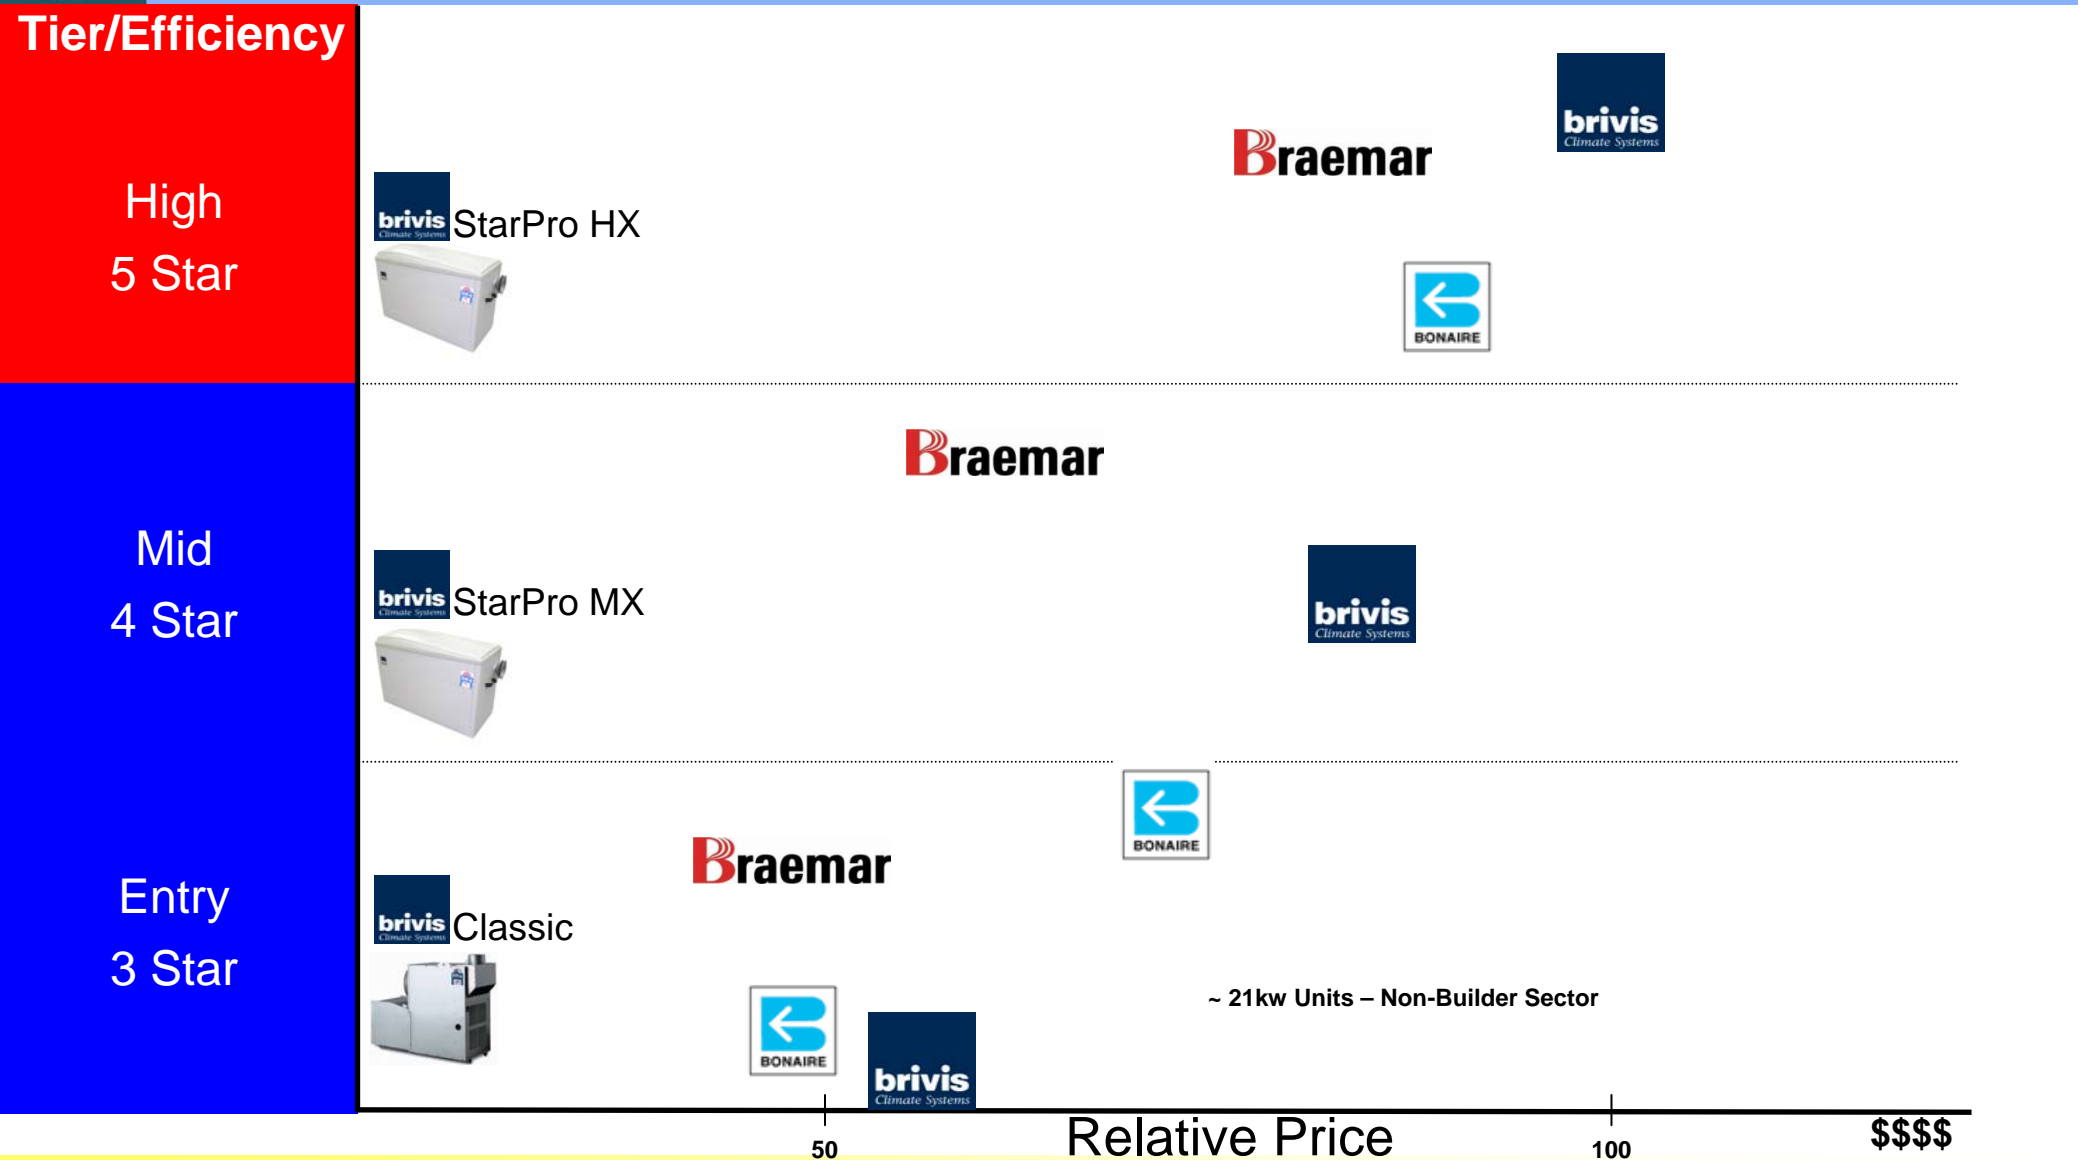 Tier/Efficiency
brivis
Climate Systems
Braemar
High
5 Star
brivis
Climate Systems
StarPro HX
BONAIRE
Braemar
Mid
4 Star
brivis
Climate Systems
StarPro MX
brivis
Climate Systems
BONAIRE
Braemar
Entry
3 Star
brivis
Climate Systems
Classic
~ 21kw Units – Non-Builder Sector
BONAIRE
brivis
Climate Systems
50
Relative Price
100
$$$$